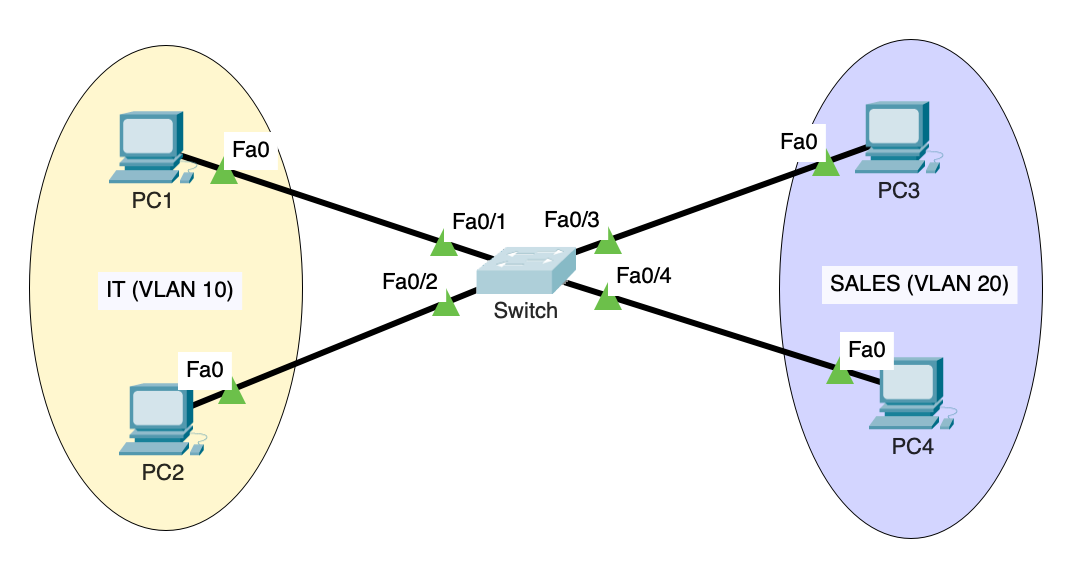 Fa0
PC1
Fa0/1
Fa0/3
Fa0
PC3
IT (VLAN 10)
Fa0/2
Switch
Fa0/4
SALES (VLAN 20)
Fa0
PC2
Fa0
PC4